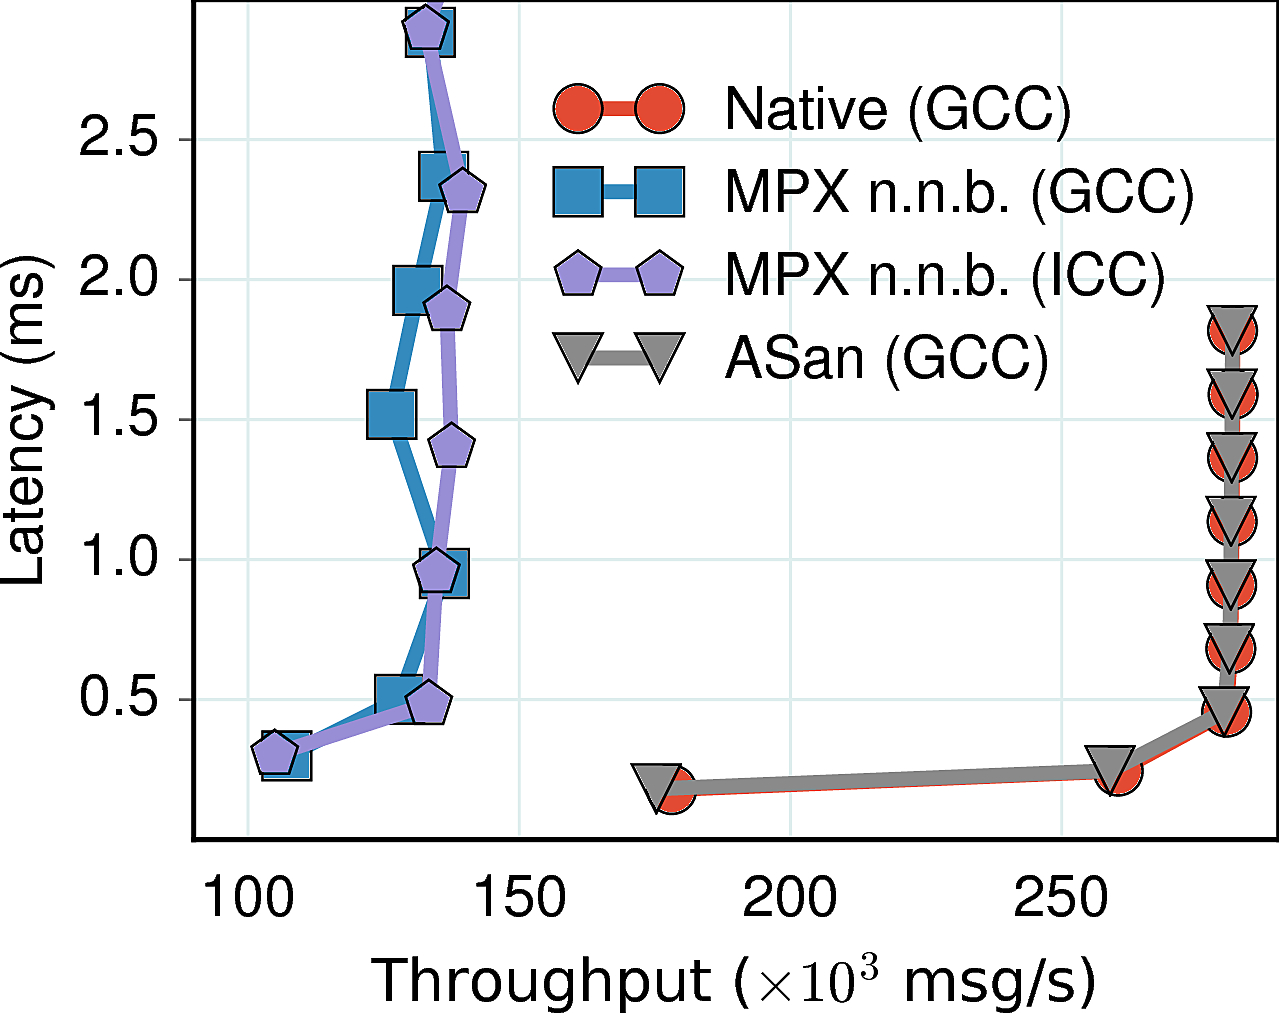 Native (GCC)
MPX n.n.b. (GCC)
MPX n.n.b. (ICC)
ASan (GCC)
Latency (ms)
2.5
2.0
1.5
1.0
0.5
100 150 200 250
Throughput (×10³ msg/s)